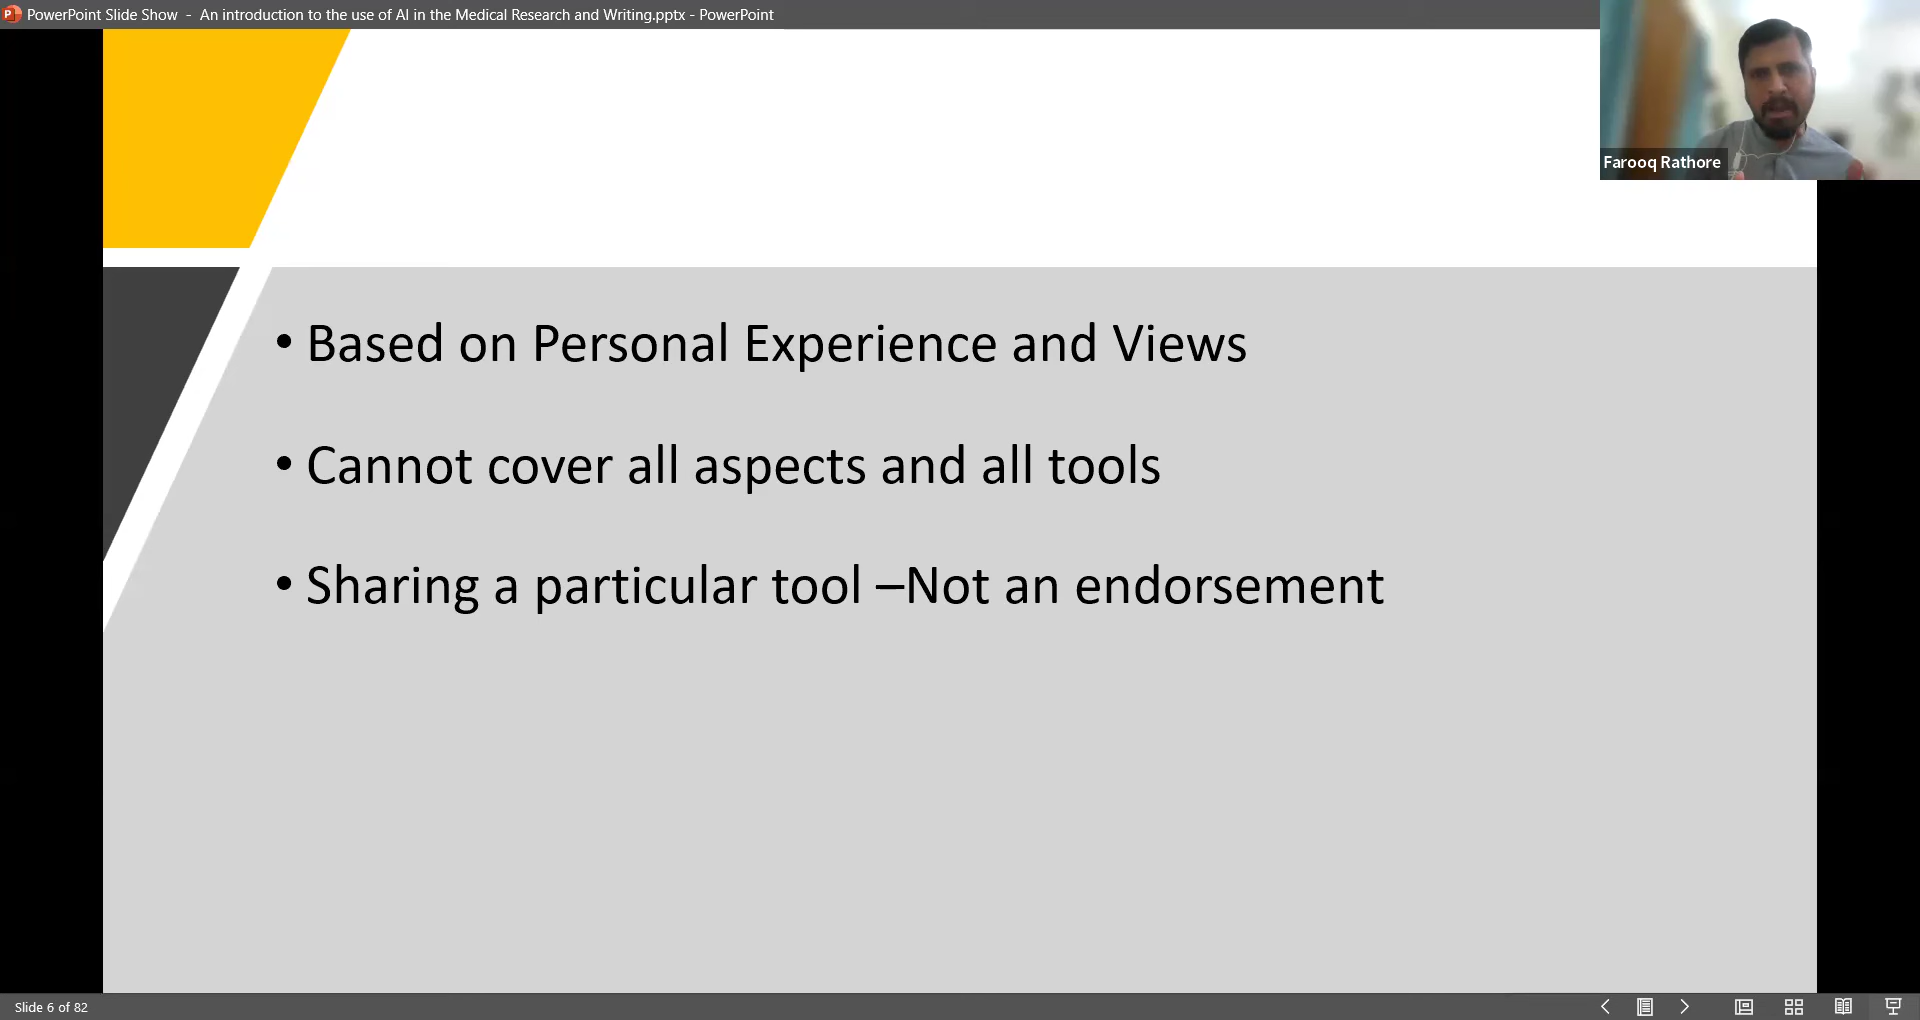 PowerPoint Slide Show - An introduction to the use of AI in the Medical Research and Writing.pptx - PowerPoint
Farooq Rathore
• Based on Personal Experience and Views
• Cannot cover all aspects and all tools
• Sharing a particular tool –Not an endorsement
Slide 6 of 82